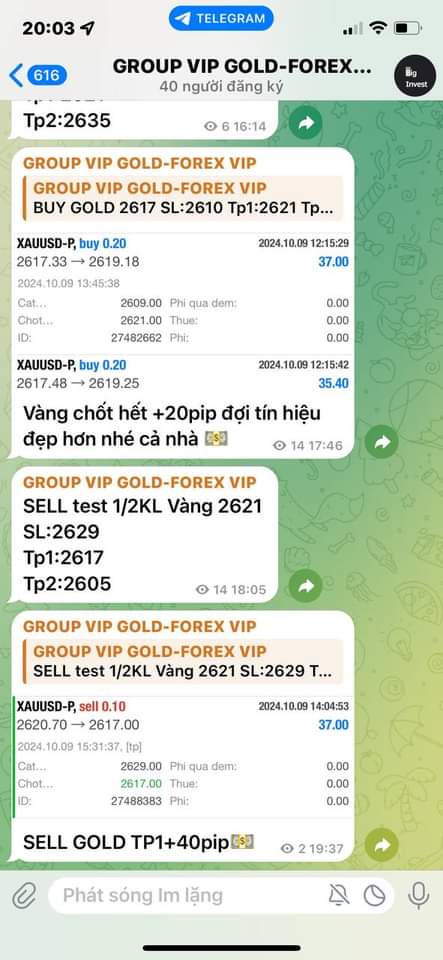 20:03
TELEGRAM
616
GROUP VIP GOLD-FOREX...
40 người đăng ký
Big
Invest
Tp2:2635
6 16:14
GROUP VIP GOLD-FOREX VIP
GROUP VIP GOLD-FOREX VIP
BUY GOLD 2617 SL:2610 Tp1:2621 Tp...
XAUUSD-P, buy 0.20 2024.10.09 12:15:29
2617.33 → 2619.18 37.00
2024.10.09 13:45:38
Cat... 2609.00 Phi qua dem: 0.00
Chot... 2621.00 Thue: 0.00
ID: 27482662 Phi: 0.00
XAUUSD-P, buy 0.20 2024.10.09 12:15:42
2617.48 → 2619.25 35.40
Vàng chốt hết +20pip đợi tín hiệu
đẹp hơn nhé cả nhà 💵
14 17:46
GROUP VIP GOLD-FOREX VIP
SELL test 1/2KL Vàng 2621
SL:2629
Tp1:2617
Tp2:2605
14 18:05
GROUP VIP GOLD-FOREX VIP
GROUP VIP GOLD-FOREX VIP
SELL test 1/2KL Vàng 2621 SL:2629 T...
XAUUSD-P, sell 0.10 2024.10.09 14:04:53
2620.70 → 2617.00 37.00
2024.10.09 15:31:37, [tp]
Cat... 2629.00 Phi qua dem: 0.00
Chot... 2617.00 Thue: 0.00
ID: 27488383 Phi: 0.00
SELL GOLD TP1+40pip💵
2 19:37
Phát sóng Im lặng